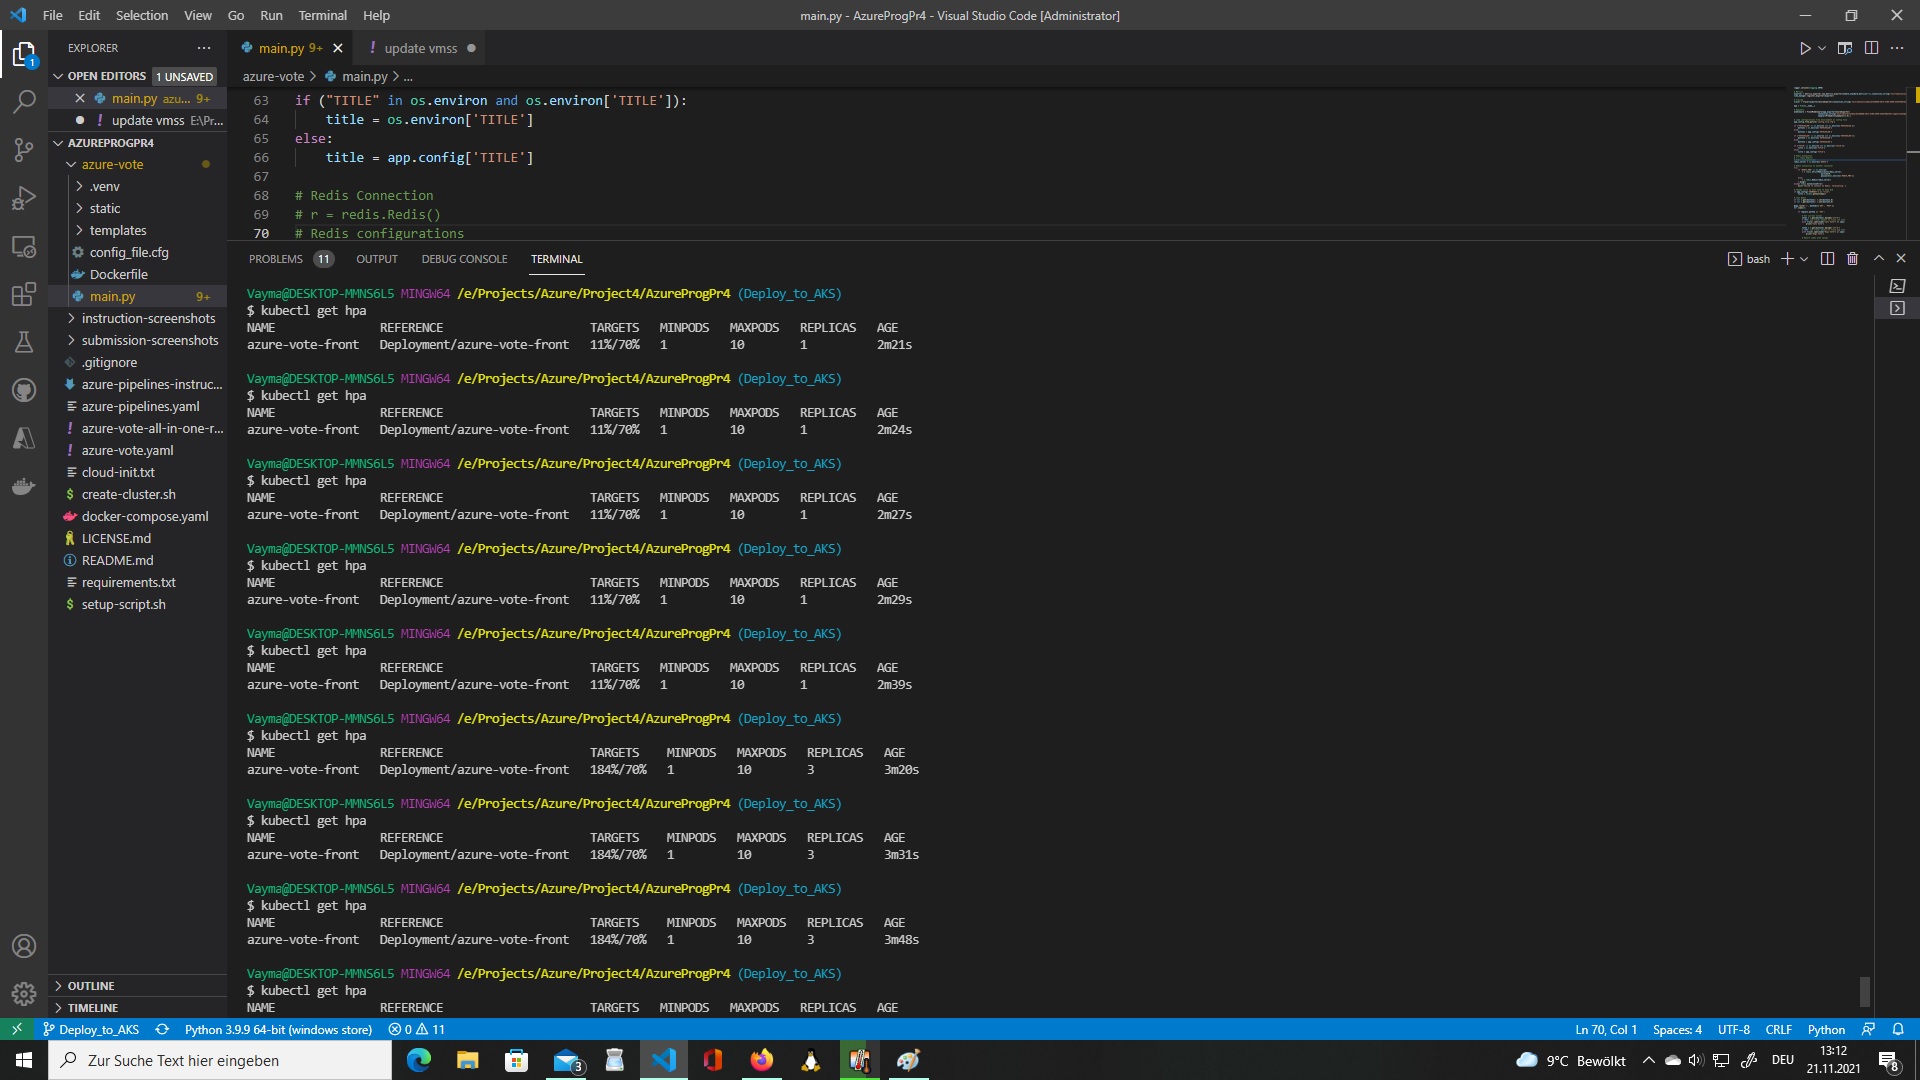 File Edit Selection View Go Run Terminal Help
main.py - AzureProgPr4 - Visual Studio Code [Administrator]
EXPLORER
OPEN EDITORS 1 UNSAVED
main.py azu... 9+
update vmss E:\Pr...
AZUREPROGPR4
azure-vote
.venv
static
templates
config_file.cfg
Dockerfile
main.py 9+
instruction-screenshots
submission-screenshots
.gitignore
azure-pipelines-instruc...
azure-pipelines.yaml
azure-vote-all-in-one-r...
azure-vote.yaml
cloud-init.txt
create-cluster.sh
docker-compose.yaml
LICENSE.md
README.md
requirements.txt
setup-script.sh
OUTLINE
TIMELINE
main.py 9+
update vmss
azure-vote > main.py > ...
63 if ("TITLE" in os.environ and os.environ['TITLE']):
64 title = os.environ['TITLE']
65 else:
66 title = app.config['TITLE']
67
68 # Redis Connection
69 # r = redis.Redis()
70 # Redis configurations
PROBLEMS 11 OUTPUT DEBUG CONSOLE TERMINAL
bash
Vayma@DESKTOP-MMNS6L5 MINGW64 /e/Projects/Azure/Project4/AzureProgPr4 (Deploy_to_AKS)
$ kubectl get hpa
NAME REFERENCE TARGETS MINPODS MAXPODS REPLICAS AGE
azure-vote-front Deployment/azure-vote-front 11%/70% 1 10 1 2m21s
Vayma@DESKTOP-MMNS6L5 MINGW64 /e/Projects/Azure/Project4/AzureProgPr4 (Deploy_to_AKS)
$ kubectl get hpa
NAME REFERENCE TARGETS MINPODS MAXPODS REPLICAS AGE
azure-vote-front Deployment/azure-vote-front 11%/70% 1 10 1 2m24s
Vayma@DESKTOP-MMNS6L5 MINGW64 /e/Projects/Azure/Project4/AzureProgPr4 (Deploy_to_AKS)
$ kubectl get hpa
NAME REFERENCE TARGETS MINPODS MAXPODS REPLICAS AGE
azure-vote-front Deployment/azure-vote-front 11%/70% 1 10 1 2m27s
Vayma@DESKTOP-MMNS6L5 MINGW64 /e/Projects/Azure/Project4/AzureProgPr4 (Deploy_to_AKS)
$ kubectl get hpa
NAME REFERENCE TARGETS MINPODS MAXPODS REPLICAS AGE
azure-vote-front Deployment/azure-vote-front 11%/70% 1 10 1 2m29s
Vayma@DESKTOP-MMNS6L5 MINGW64 /e/Projects/Azure/Project4/AzureProgPr4 (Deploy_to_AKS)
$ kubectl get hpa
NAME REFERENCE TARGETS MINPODS MAXPODS REPLICAS AGE
azure-vote-front Deployment/azure-vote-front 11%/70% 1 10 1 2m39s
Vayma@DESKTOP-MMNS6L5 MINGW64 /e/Projects/Azure/Project4/AzureProgPr4 (Deploy_to_AKS)
$ kubectl get hpa
NAME REFERENCE TARGETS MINPODS MAXPODS REPLICAS AGE
azure-vote-front Deployment/azure-vote-front 184%/70% 1 10 3 3m20s
Vayma@DESKTOP-MMNS6L5 MINGW64 /e/Projects/Azure/Project4/AzureProgPr4 (Deploy_to_AKS)
$ kubectl get hpa
NAME REFERENCE TARGETS MINPODS MAXPODS REPLICAS AGE
azure-vote-front Deployment/azure-vote-front 184%/70% 1 10 3 3m31s
Vayma@DESKTOP-MMNS6L5 MINGW64 /e/Projects/Azure/Project4/AzureProgPr4 (Deploy_to_AKS)
$ kubectl get hpa
NAME REFERENCE TARGETS MINPODS MAXPODS REPLICAS AGE
azure-vote-front Deployment/azure-vote-front 184%/70% 1 10 3 3m48s
Vayma@DESKTOP-MMNS6L5 MINGW64 /e/Projects/Azure/Project4/AzureProgPr4 (Deploy_to_AKS)
$ kubectl get hpa
NAME REFERENCE TARGETS MINPODS MAXPODS REPLICAS AGE
Deploy_to_AKS Python 3.9.9 64-bit (windows store) 0 11
Ln 70, Col 1 Spaces: 4 UTF-8 CRLF Python
Zur Suche Text hier eingeben
3
9°C Bewölkt
DEU
13:12
21.11.2021
8